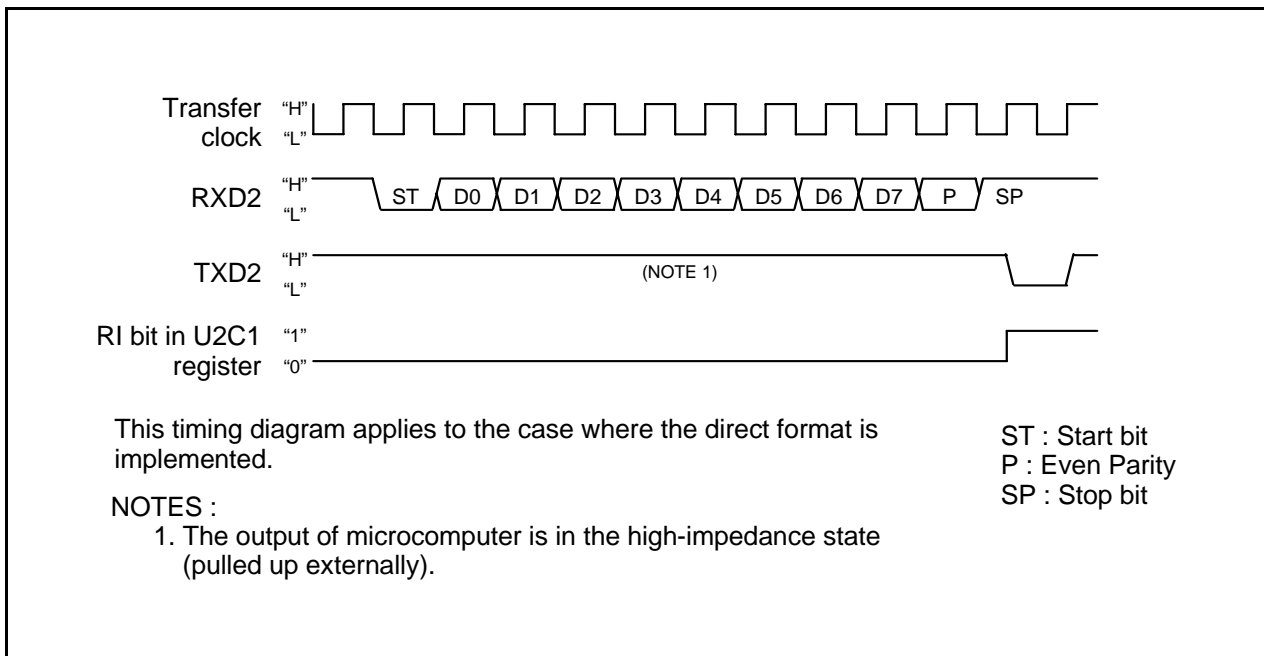 Transfer clock “H” “L”
RXD2 “H” “L” ST D0 D1 D2 D3 D4 D5 D6 D7 P SP
TXD2 “H” “L” (NOTE 1)
RI bit in U2C1 register “1” “0”
This timing diagram applies to the case where the direct format is
implemented.
NOTES :
1. The output of microcomputer is in the high-impedance state
(pulled up externally).
ST : Start bit
P : Even Parity
SP : Stop bit